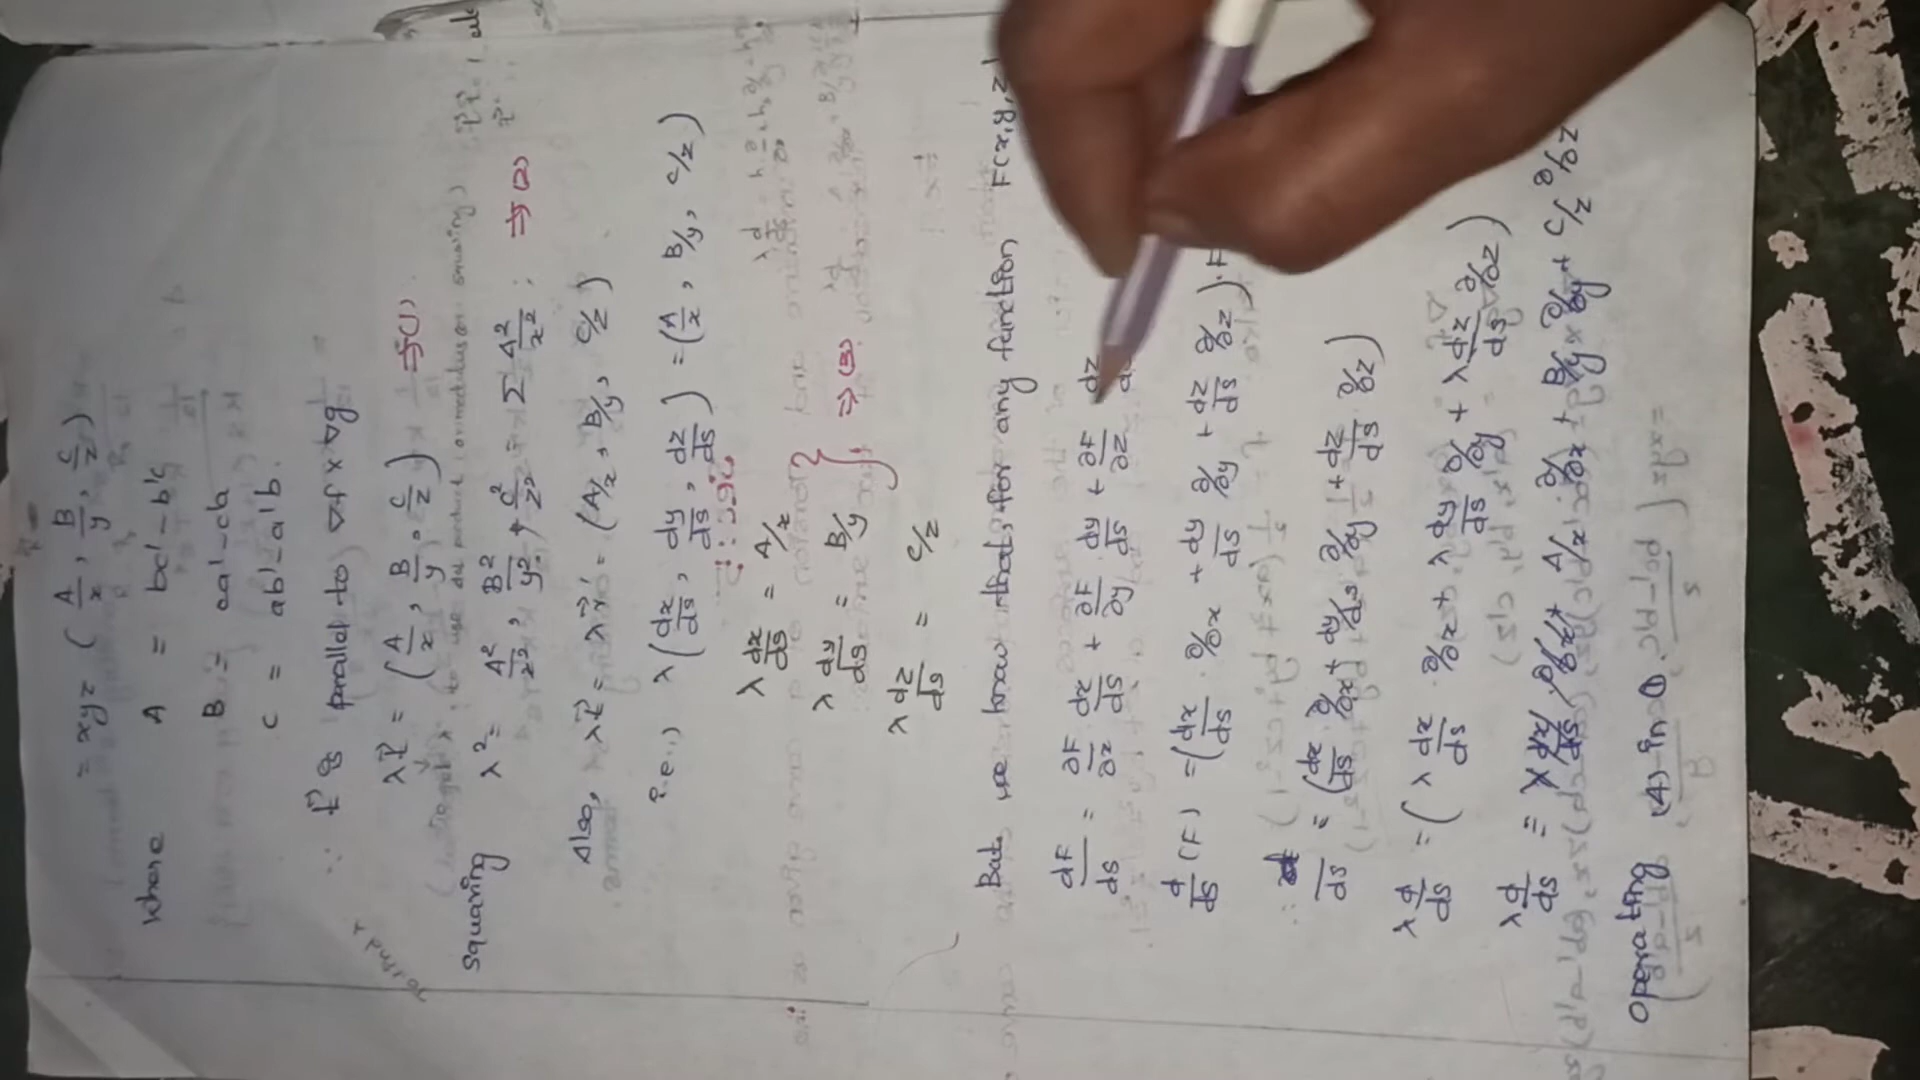 = xyz ( A/x , B/y , C/z )
where A = bc' - b'c
B = ca' - cb
C = ab' - a'b.
∴ t⃗ is parallel to ∇f × ∇g
λt⃗ = ( A/x , B/y , C/z ) ⇒ (1)
squaring
λ² = A²/x² , B²/y² + C²/z² = Σ A²/x² ; ⇒ (2)
Also, λt⃗ = λr⃗' = (A/x , B/y , C/z)
i.e., λ ( dx/ds , dy/ds , dz/ds ) = ( A/x , B/y , C/z )
λ dx/ds = A/x
λ dy/ds = B/y } ⇒ (3)
λ dz/ds = C/z
But, we know that, for any function F(x,y,z)
dF/ds = ∂F/∂x dx/ds + ∂F/∂y dy/ds + ∂F/∂z dz
d/ds (F) = ( dx/ds . ∂/∂x + dy/ds ∂/∂y + dz/ds ∂/∂z ) . F
∴ d/ds = ( dx/ds ∂/∂x + dy/ds ∂/∂y + dz/ds ∂/∂z )
λ d/ds = ( λ dx/ds . ∂/∂x + λ dy/ds ∂/∂y + λ dz/ds ∂/∂z )
λ d/ds = A/x ∂/∂x + B/y ∂/∂y + C/z ∂/∂z
operating (4) in ①